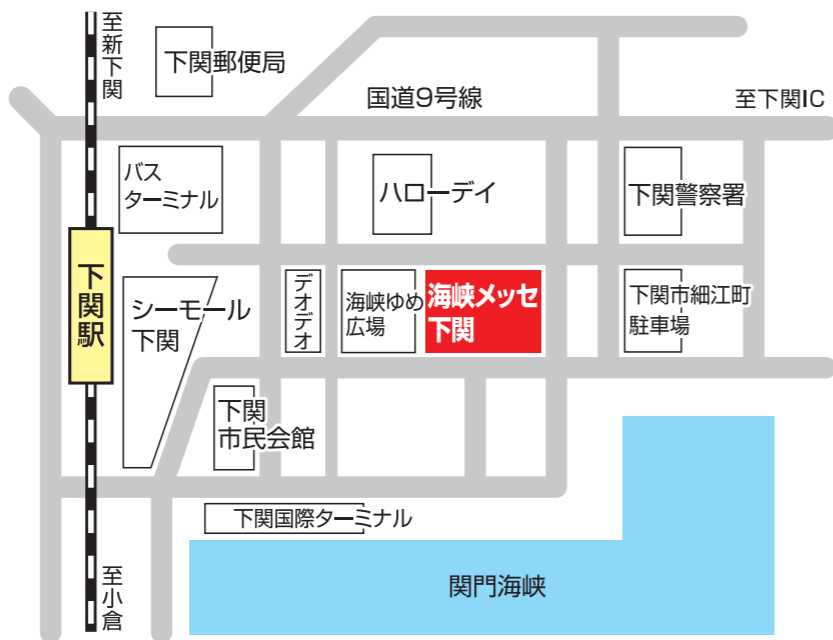 至新下関
下関郵便局
国道9号線
至下関IC
バス
ターミナル
ハローデイ
下関警察署
下関駅
シーモール
下関
デオデオ
海峡ゆめ
広場
海峡メッセ
下関
下関市細江町
駐車場
下関
市民会館
下関国際ターミナル
至小倉
関門海峡